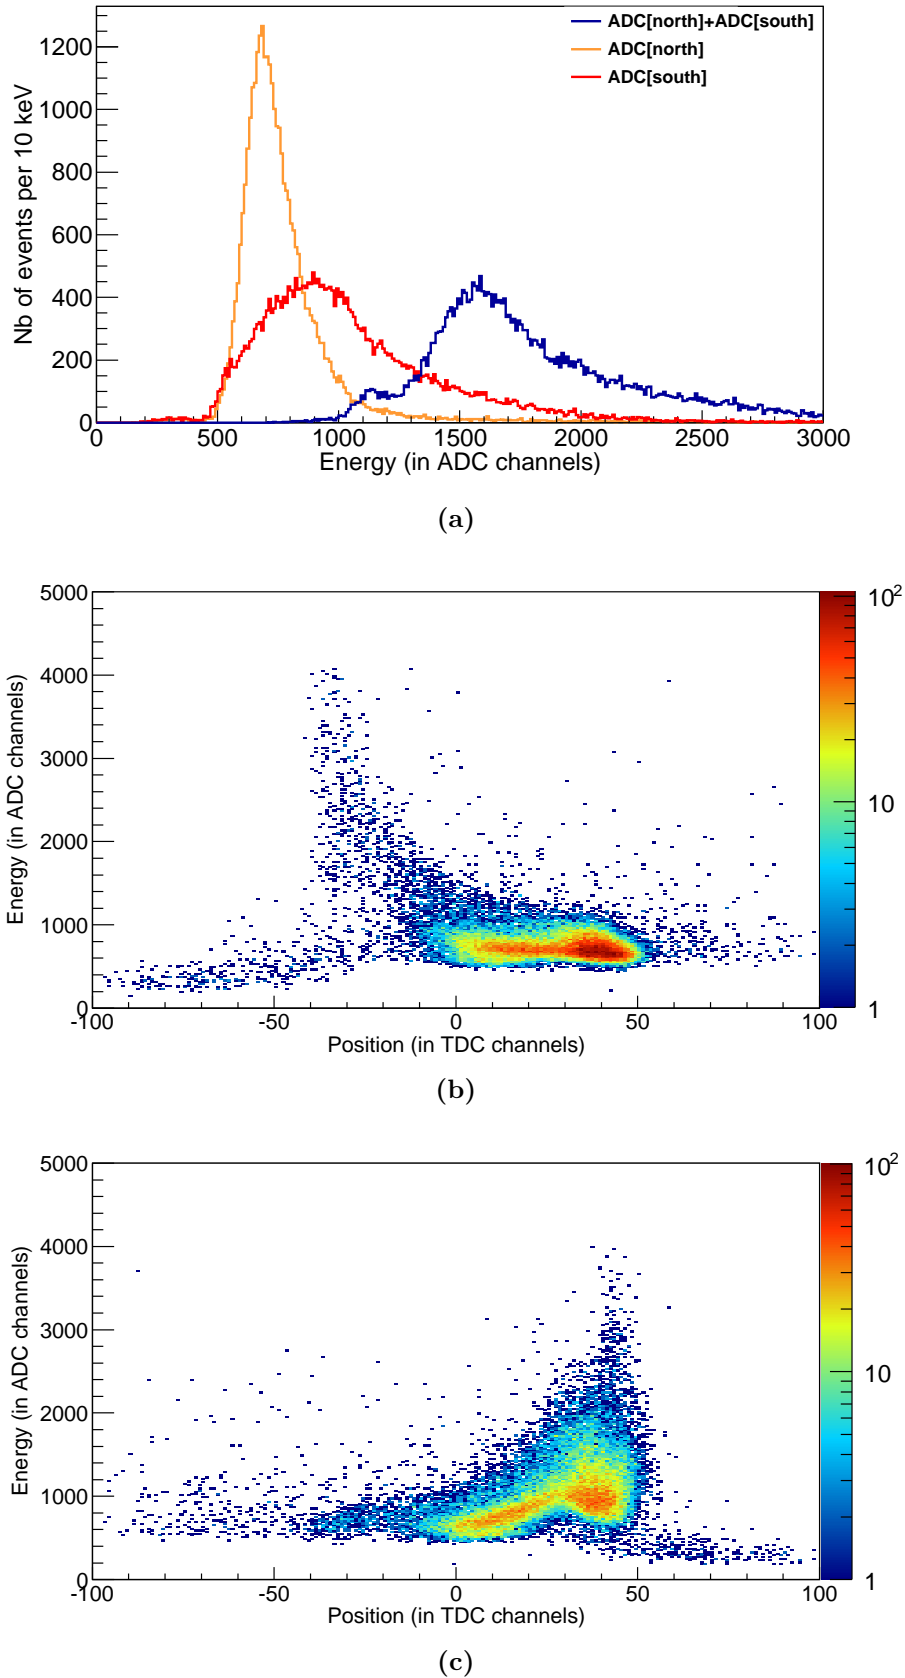 ADC[north]+ADC[south]
ADC[north]
ADC[south]
Nb of events per 10 keV
1200
1000
800
600
400
200
0
0 500 1000 1500 2000 2500 3000
Energy (in ADC channels)
(a)
Energy (in ADC channels)
5000
4000
3000
2000
1000
0
-100 -50 0 50 100
Position (in TDC channels)
10²
10
1
(b)
Energy (in ADC channels)
5000
4000
3000
2000
1000
0
-100 -50 0 50 100
Position (in TDC channels)
10²
10
1
(c)